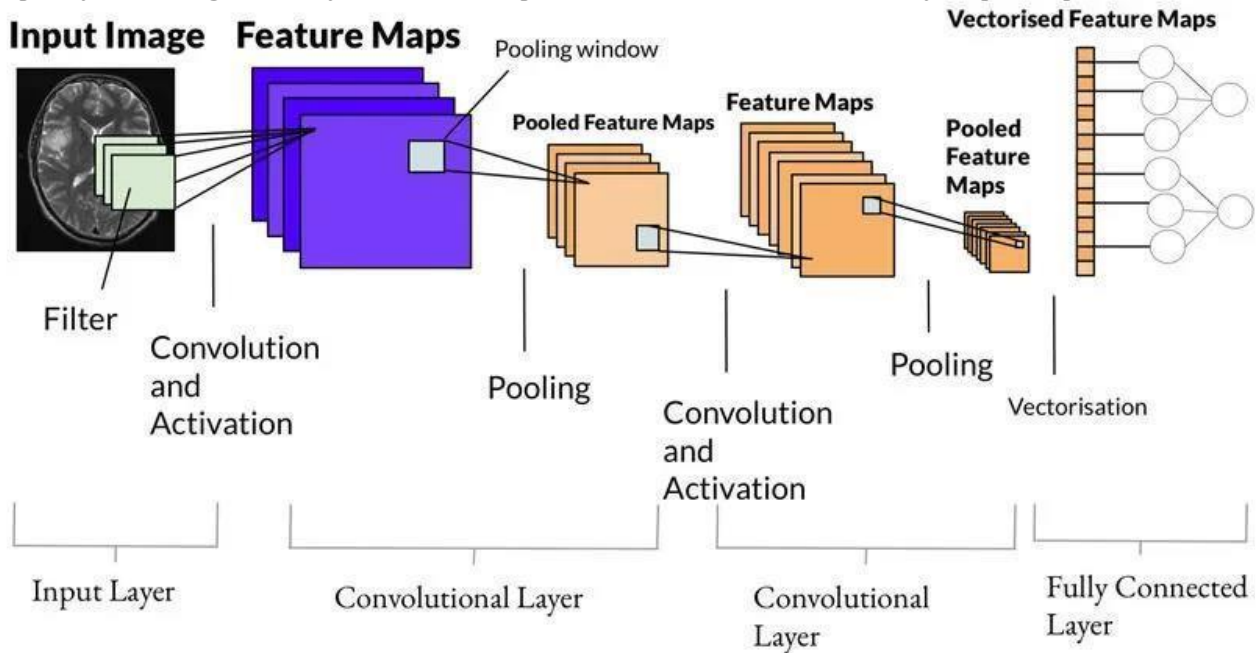 Input Image
Feature Maps
Pooling window
Vectorised Feature Maps
Pooled Feature Maps
Feature Maps
Pooled
Feature
Maps
Filter
Convolution
and
Activation
Pooling
Convolution
and
Activation
Pooling
Vectorisation
Input Layer
Convolutional Layer
Convolutional
Layer
Fully Connected
Layer